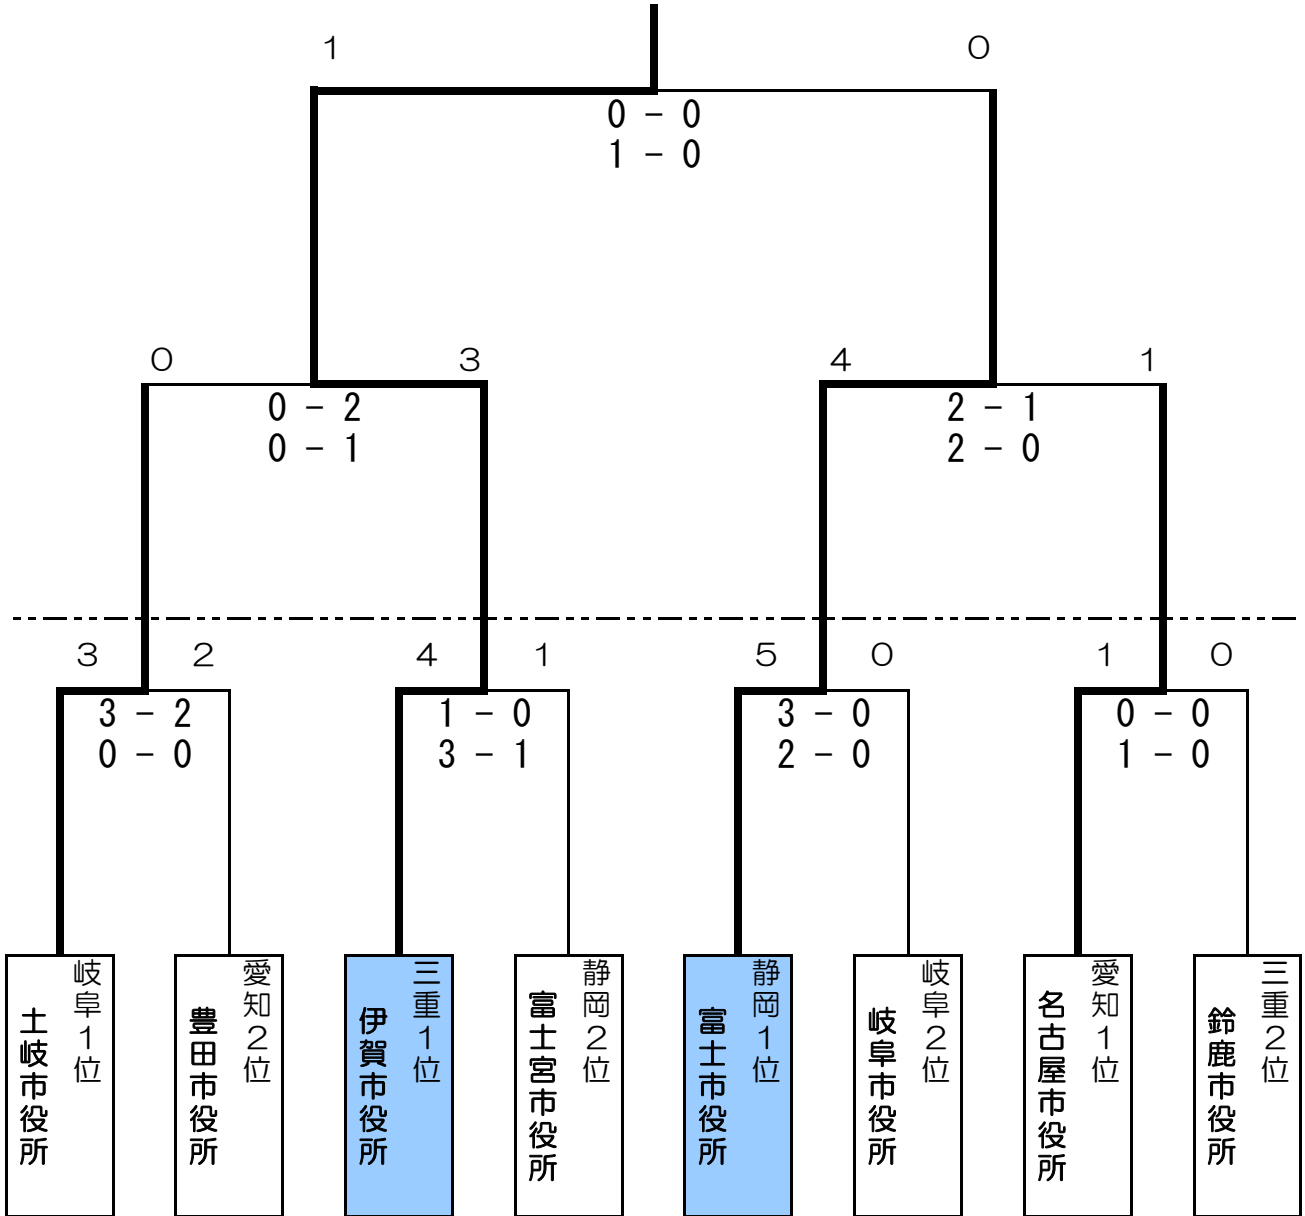 １　０
0 - 0
1 - 0
０　３　４　１
0 - 2　2 - 1
0 - 1　2 - 0
３　２　４　１　５　０　１　０
3 - 2　1 - 0　3 - 0　0 - 0
0 - 0　3 - 1　2 - 0　1 - 0
岐阜１位
土岐市役所
愛知２位
豊田市役所
三重１位
伊賀市役所
静岡２位
富士宮市役所
静岡１位
富士市役所
岐阜２位
岐阜市役所
愛知１位
名古屋市役所
三重２位
鈴鹿市役所